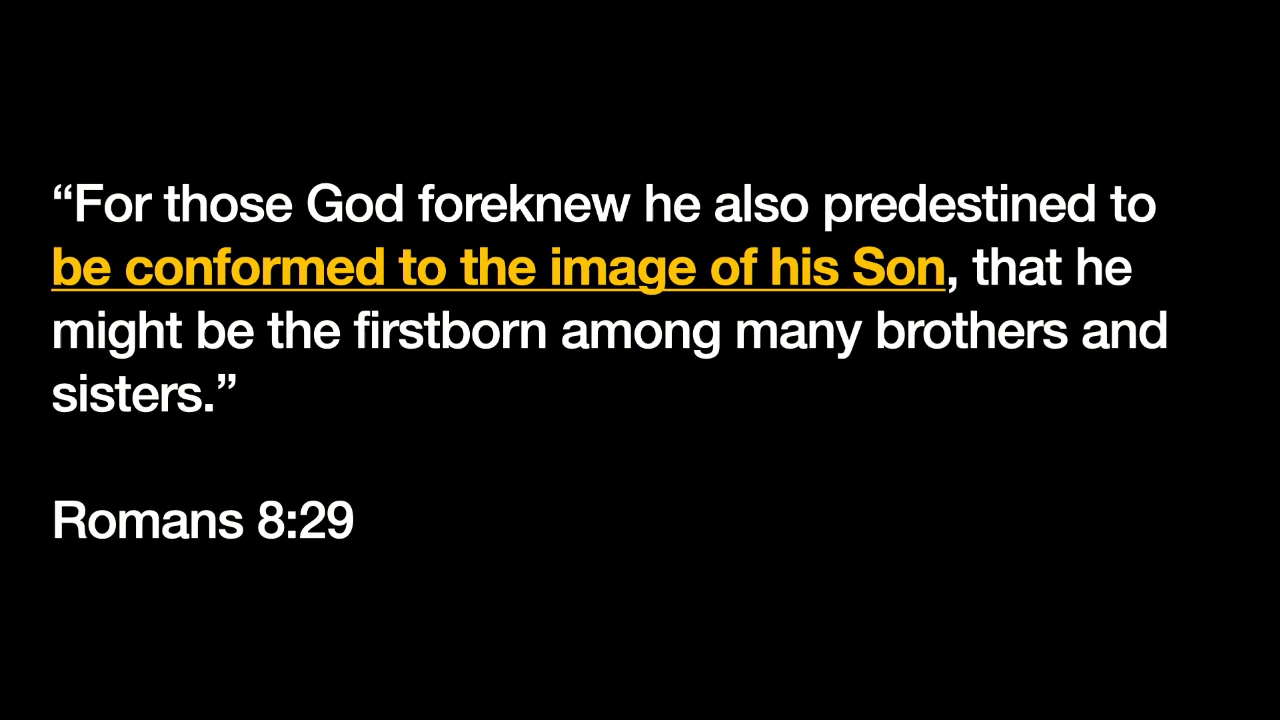 “For those God foreknew he also predestined to
be conformed to the image of his Son, that he
might be the firstborn among many brothers and
sisters.”
Romans 8:29